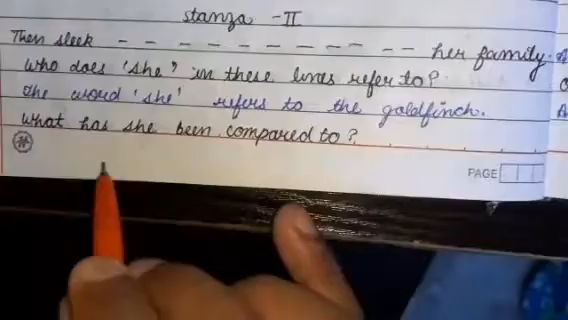 stanza - II
Then sleek - - - - - - - - - - - - - her family.
Who does 'she' in these lines refer to?
The word 'she' refers to the goldfinch.
What has she been compared to?
PAGE